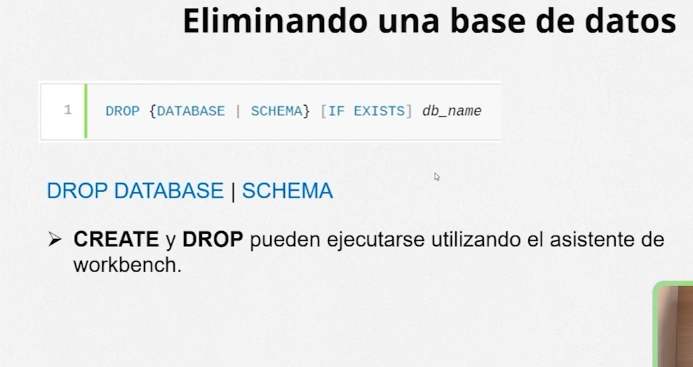 Eliminando una base de datos
1 DROP {DATABASE | SCHEMA} [IF EXISTS] db_name
DROP DATABASE | SCHEMA
➢ CREATE y DROP pueden ejecutarse utilizando el asistente de
workbench.